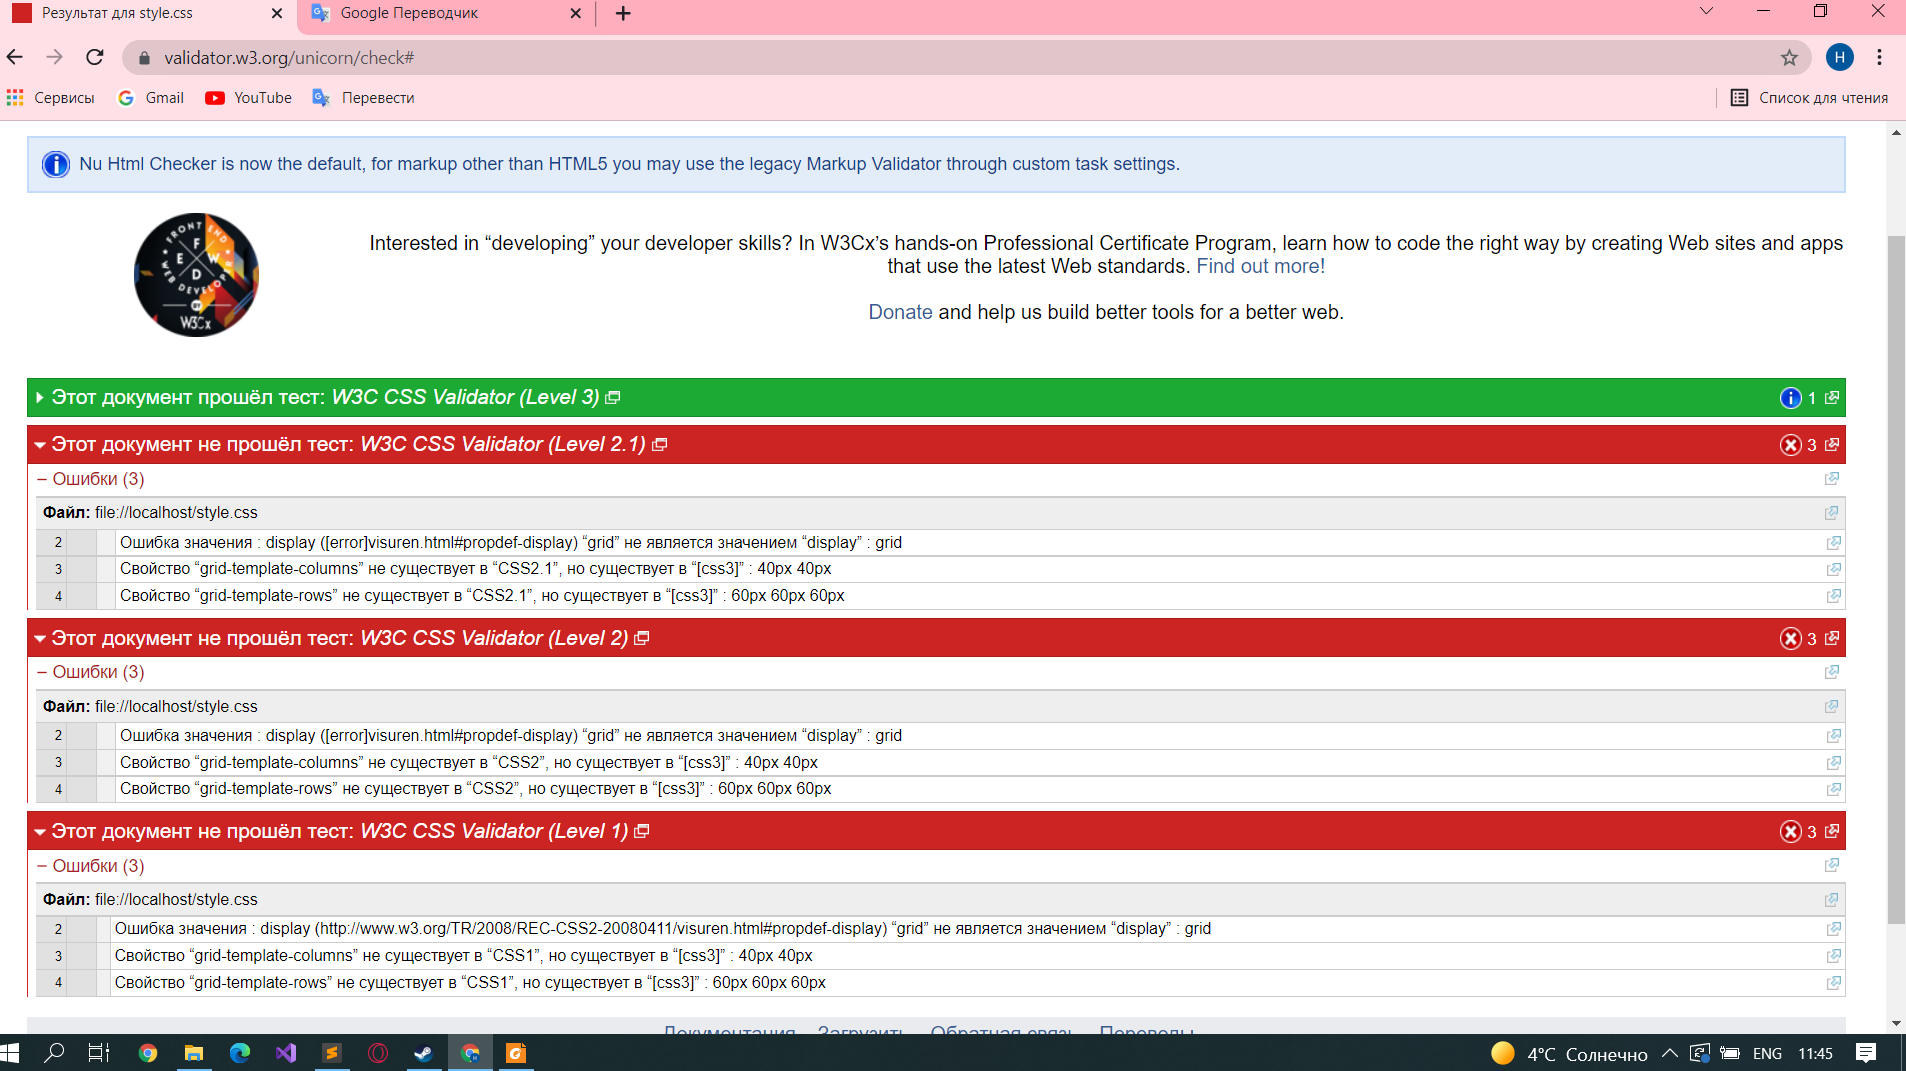 Результат для style.css
Google Переводчик
validator.w3.org/unicorn/check#
H
Сервисы Gmail YouTube Перевести Список для чтения
Nu Html Checker is now the default, for markup other than HTML5 you may use the legacy Markup Validator through custom task settings.
FRONT END
F E W D
WEB DEVELOPER
W3Cx
Interested in “developing” your developer skills? In W3Cx’s hands-on Professional Certificate Program, learn how to code the right way by creating Web sites and apps
that use the latest Web standards. Find out more!
Donate and help us build better tools for a better web.
Этот документ прошёл тест: W3C CSS Validator (Level 3) i 1
Этот документ не прошёл тест: W3C CSS Validator (Level 2.1) 3
− Ошибки (3)
Файл: file://localhost/style.css
2 Ошибка значения : display ([error]visuren.html#propdef-display) “grid” не является значением “display” : grid
3 Свойство “grid-template-columns” не существует в “CSS2.1”, но существует в “[css3]” : 40px 40px
4 Свойство “grid-template-rows” не существует в “CSS2.1”, но существует в “[css3]” : 60px 60px 60px
Этот документ не прошёл тест: W3C CSS Validator (Level 2) 3
− Ошибки (3)
Файл: file://localhost/style.css
2 Ошибка значения : display ([error]visuren.html#propdef-display) “grid” не является значением “display” : grid
3 Свойство “grid-template-columns” не существует в “CSS2”, но существует в “[css3]” : 40px 40px
4 Свойство “grid-template-rows” не существует в “CSS2”, но существует в “[css3]” : 60px 60px 60px
Этот документ не прошёл тест: W3C CSS Validator (Level 1) 3
− Ошибки (3)
Файл: file://localhost/style.css
2 Ошибка значения : display (http://www.w3.org/TR/2008/REC-CSS2-20080411/visuren.html#propdef-display) “grid” не является значением “display” : grid
3 Свойство “grid-template-columns” не существует в “CSS1”, но существует в “[css3]” : 40px 40px
4 Свойство “grid-template-rows” не существует в “CSS1”, но существует в “[css3]” : 60px 60px 60px
Документация Загрузить Обратная связь Переводы
4°C Солнечно ENG 11:45